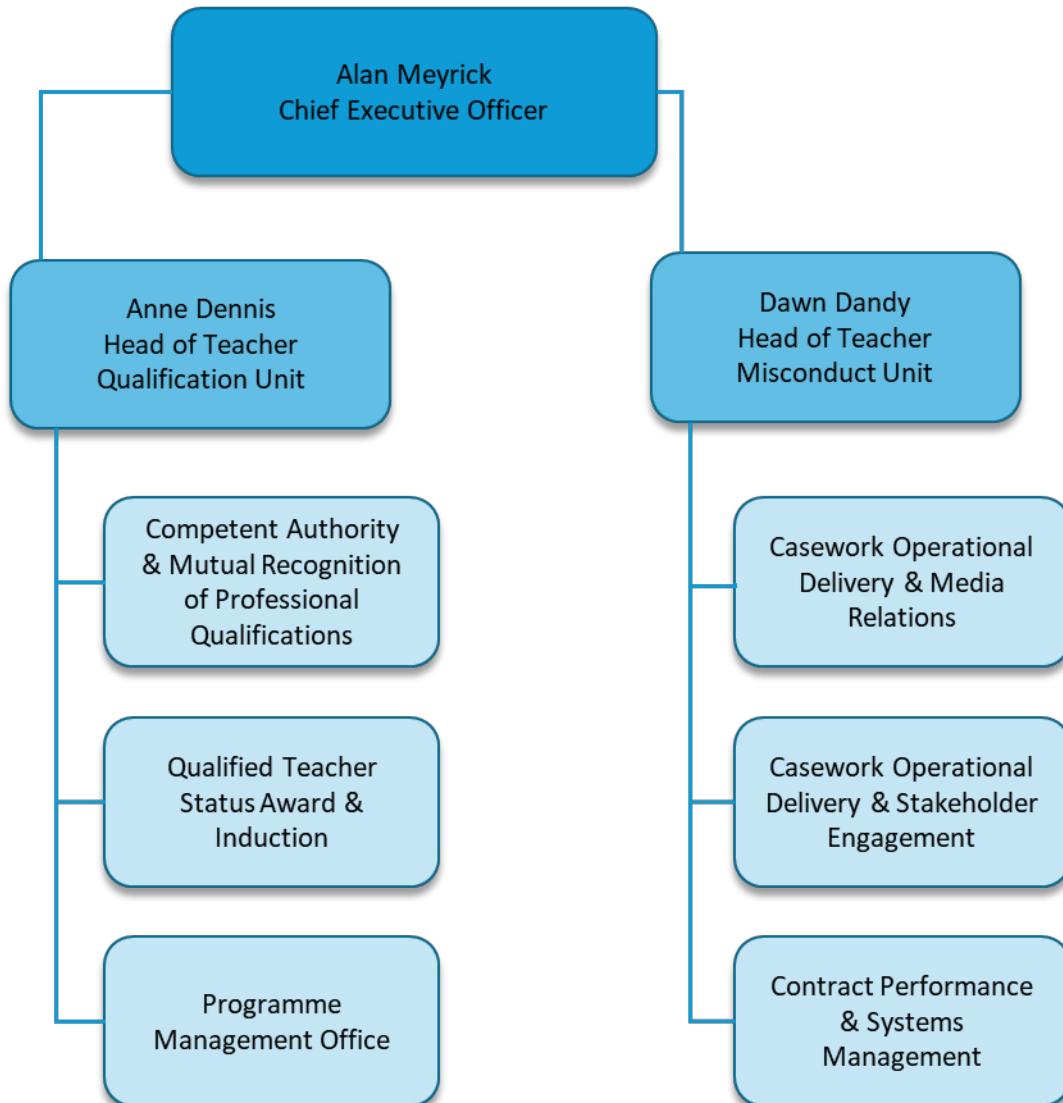 Alan Meyrick
Chief Executive Officer
Anne Dennis
Head of Teacher
Qualification Unit
Dawn Dandy
Head of Teacher
Misconduct Unit
Competent Authority
& Mutual Recognition
of Professional
Qualifications
Casework Operational
Delivery & Media
Relations
Qualified Teacher
Status Award &
Induction
Casework Operational
Delivery & Stakeholder
Engagement
Programme
Management Office
Contract Performance
& Systems
Management